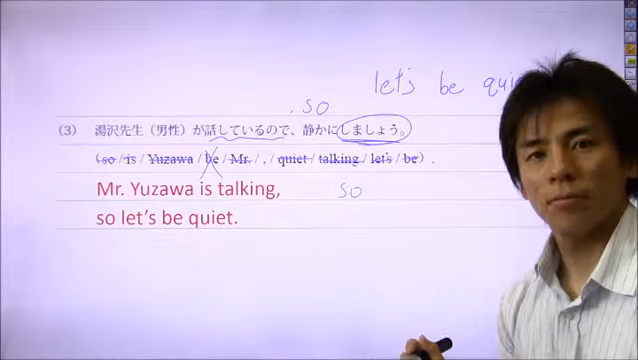 let's be
. so
(3) 湯沢先生（男性）が話しているので、静かにしましょう。
(so / is / Yuzawa / be / Mr. / , / quiet / talking / let's / be) .
Mr. Yuzawa is talking,
so
so let's be quiet.